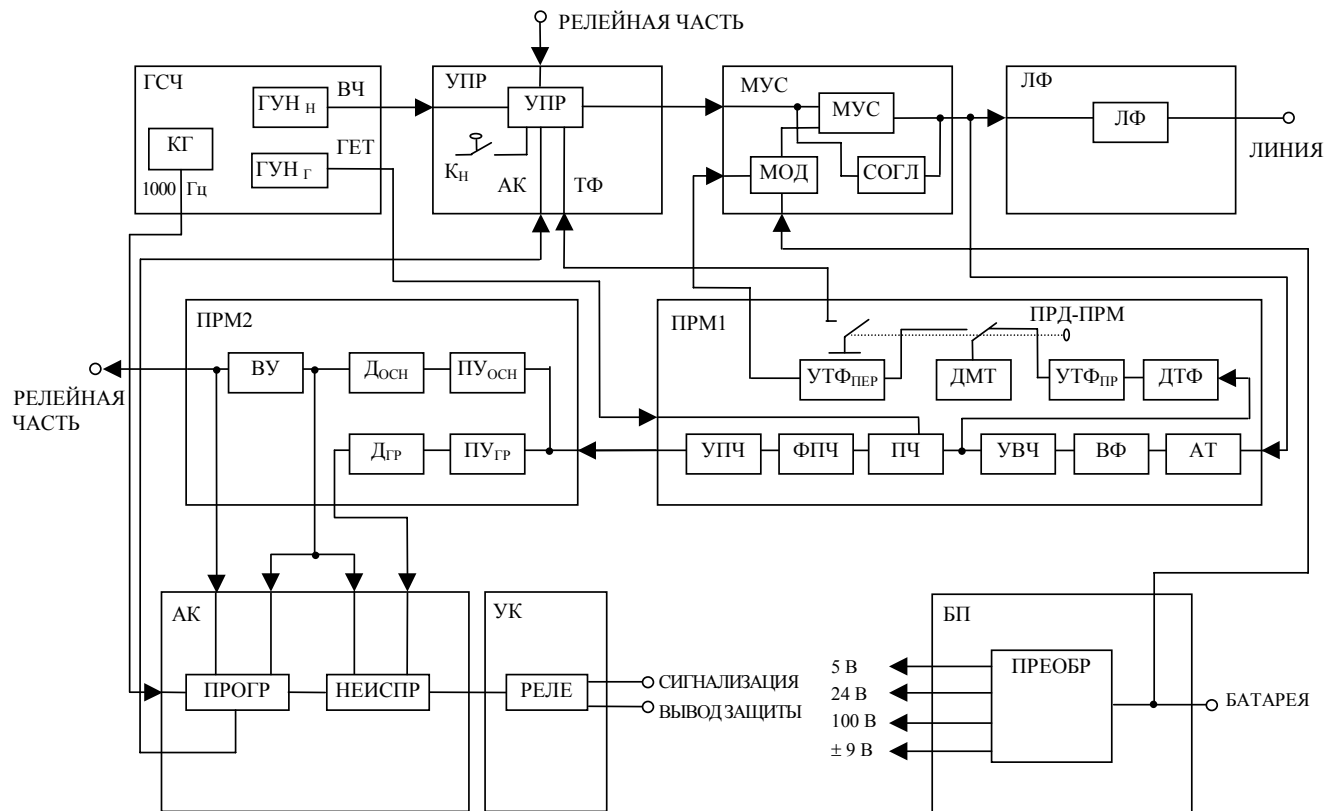 РЕЛЕЙНАЯ ЧАСТЬ
ГСЧ
ГУН Н
ВЧ
КГ
1000 Гц
ГУН Г
ГЕТ
УПР
УПР
КН
АК
ТФ
МУС
МУС
МОД
СОГЛ
ЛФ
ЛФ
ЛИНИЯ
ПРМ2
ВУ
ДОСН
ПУОСН
ДГР
ПУГР
РЕЛЕЙНАЯ
ЧАСТЬ
ПРМ1
ПРД-ПРМ
УТФПЕР
ДМТ
УТФПР
ДТФ
УПЧ
ФПЧ
ПЧ
УВЧ
ВФ
АТ
АК
ПРОГР
НЕИСПР
УК
РЕЛЕ
СИГНАЛИЗАЦИЯ
ВЫВОД ЗАЩИТЫ
БП
ПРЕОБР
5 В
24 В
100 В
± 9 В
БАТАРЕЯ